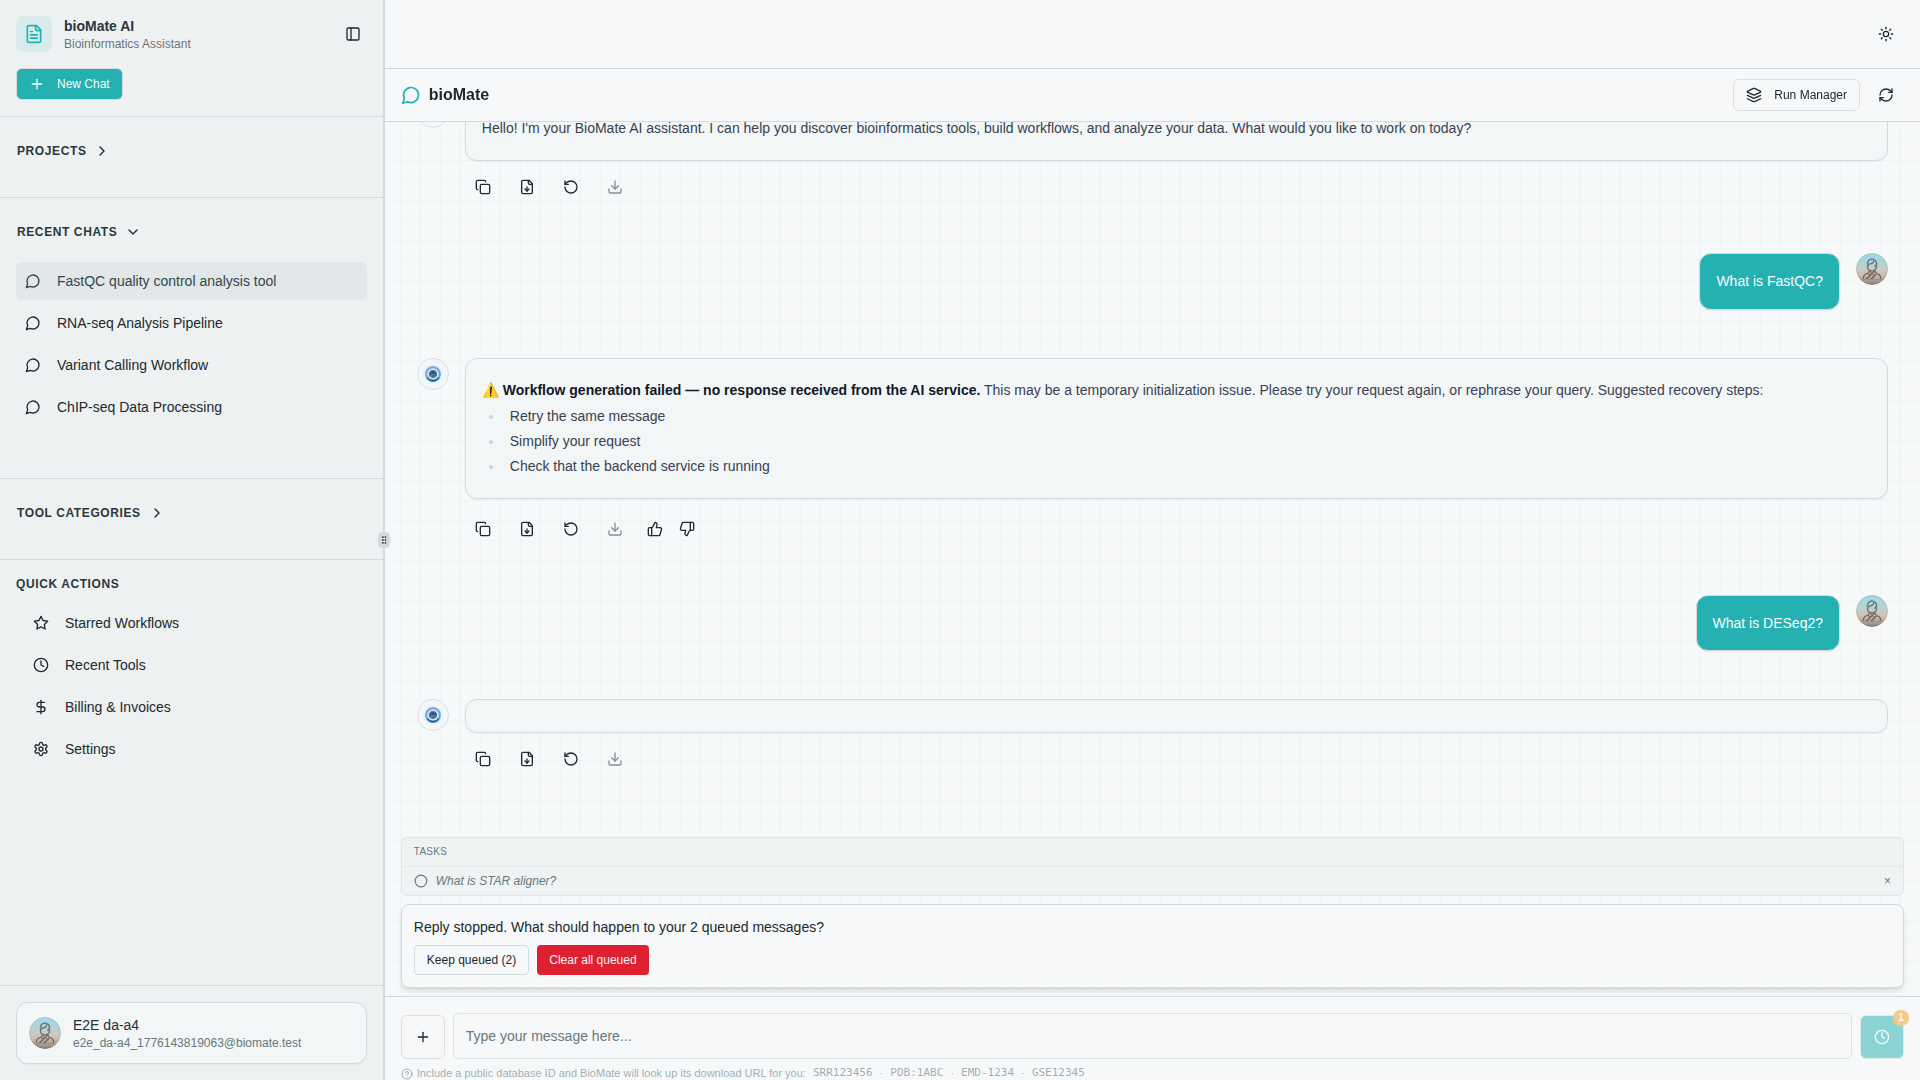 bioMate AI
Bioinformatics Assistant
New Chat
PROJECTS
RECENT CHATS
FastQC quality control analysis tool
RNA-seq Analysis Pipeline
Variant Calling Workflow
ChIP-seq Data Processing
TOOL CATEGORIES
QUICK ACTIONS
Starred Workflows
Recent Tools
Billing & Invoices
Settings
E2E da-a4
e2e_da-a4_1776143819063@biomate.test
bioMate
Run Manager
Hello! I'm your BioMate AI assistant. I can help you discover bioinformatics tools, build workflows, and analyze your data. What would you like to work on today?
What is FastQC?
⚠️ Workflow generation failed — no response received from the AI service. This may be a temporary initialization issue. Please try your request again, or rephrase your query. Suggested recovery steps:
Retry the same message
Simplify your request
Check that the backend service is running
What is DESeq2?
TASKS
What is STAR aligner?
×
Reply stopped. What should happen to your 2 queued messages?
Keep queued (2)
Clear all queued
Type your message here...
1
Include a public database ID and BioMate will look up its download URL for you: SRR123456 · PDB:1ABC · EMD-1234 · GSE12345